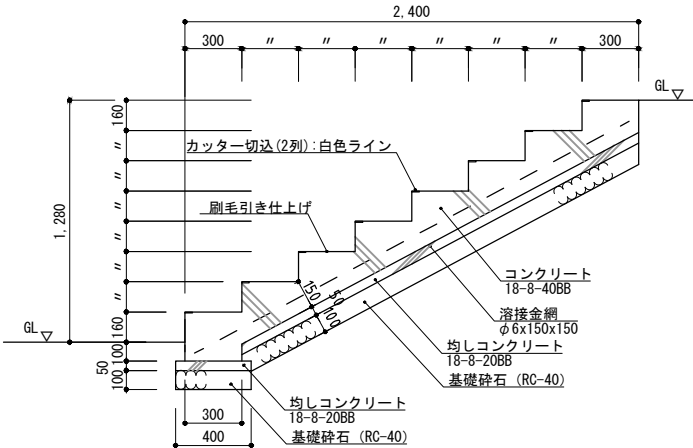 2,400
300 〃 〃 〃 〃 〃 〃 300
GL
160
〃
〃
〃
〃
〃
〃
160
1,280
カッター切込(2列):白色ライン
刷毛引き仕上げ
150
50
100
コンクリート
18-8-40BB
溶接金網
φ6x150x150
均しコンクリート
18-8-20BB
基礎砕石 (RC-40)
GL
100
50
100
300
400
均しコンクリート
18-8-20BB
基礎砕石 (RC-40)